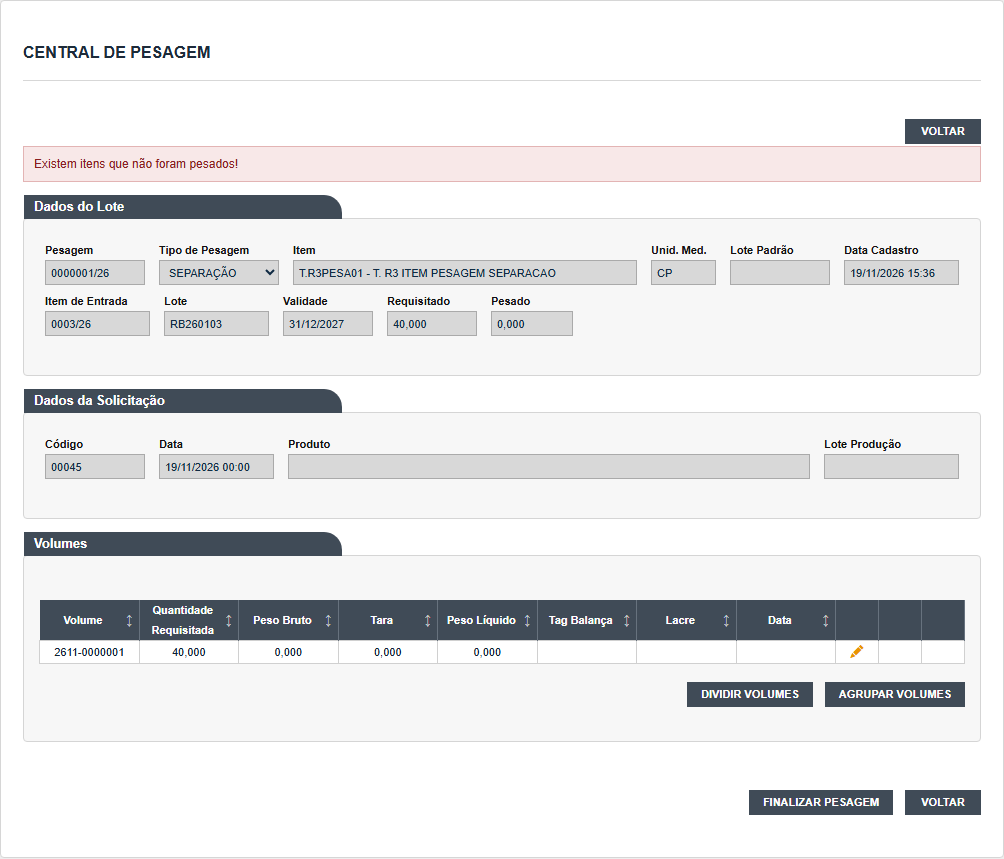 CENTRAL DE PESAGEM
VOLTAR
Existem itens que não foram pesados!
Dados do Lote
Pesagem Tipo de Pesagem Item Unid. Med. Lote Padrão Data Cadastro
0000001/26 SEPARAÇÃO T.R3PESA01 - T. R3 ITEM PESAGEM SEPARACAO CP 19/11/2026 15:36
Item de Entrada Lote Validade Requisitado Pesado
0003/26 RB260103 31/12/2027 40,000 0,000
Dados da Solicitação
Código Data Produto Lote Produção
00045 19/11/2026 00:00
Volumes
Volume Quantidade Requisitada Peso Bruto Tara Peso Líquido Tag Balança Lacre Data
2611-0000001 40,000 0,000 0,000 0,000
DIVIDIR VOLUMES AGRUPAR VOLUMES
FINALIZAR PESAGEM VOLTAR